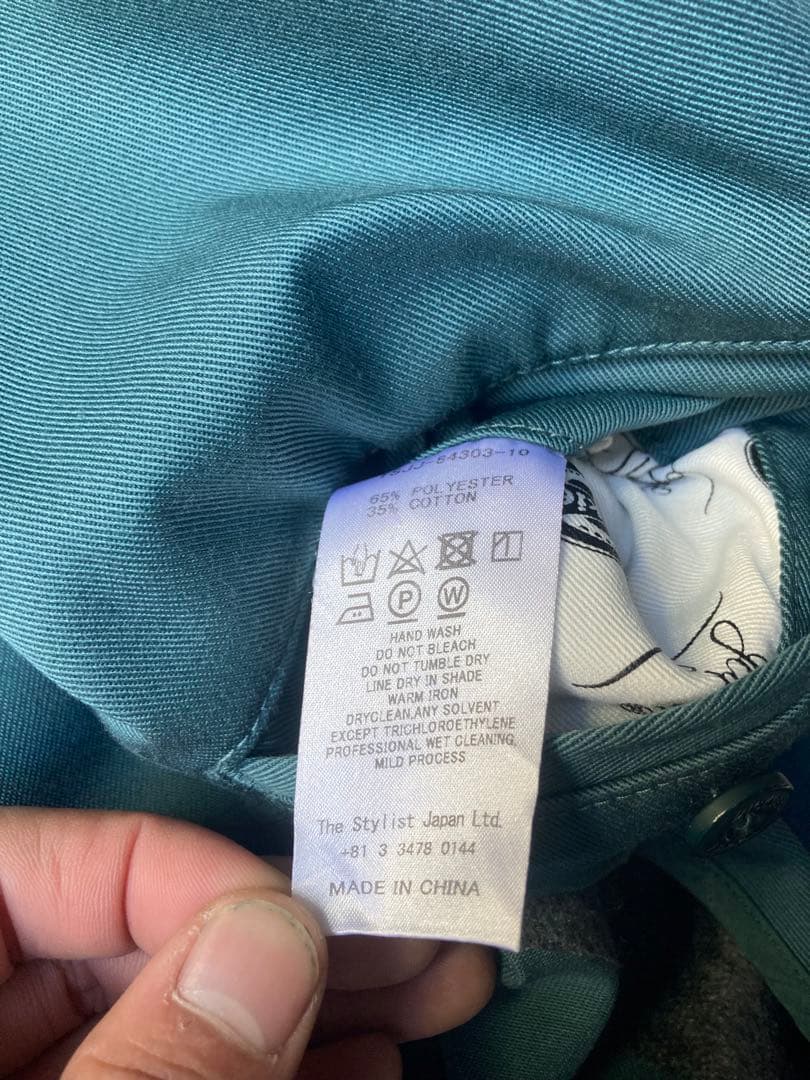 -84303-10
65% POLYESTER
35% COTTON
P
W
HAND WASH
DO NOT BLEACH
DO NOT TUMBLE DRY
LINE DRY IN SHADE
WARM IRON
DRYCLEAN,ANY SOLVENT
EXCEPT TRICHLOROETHYLENE
PROFESSIONAL WET CLEANING,
MILD PROCESS
The Stylist Japan Ltd.
+81 3 3478 0144
MADE IN CHINA